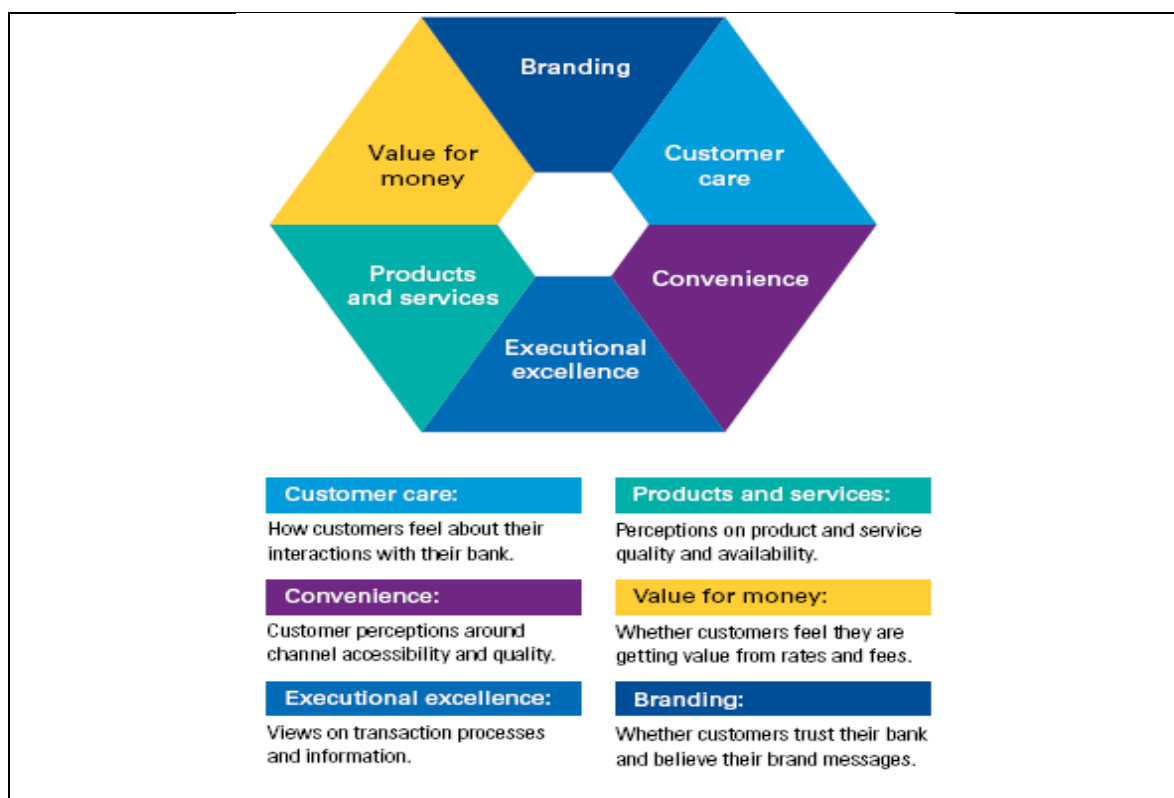 Branding
Value for
money
Customer
care
Products
and services
Convenience
Executional
excellence
Customer care:
How customers feel about their
interactions with their bank.
Convenience:
Customer perceptions around
channel accessibility and quality.
Executional excellence:
Views on transaction processes
and information.
Products and services:
Perceptions on product and service
quality and availability.
Value for money:
Whether customers feel they are
getting value from rates and fees.
Branding:
Whether customers trust their bank
and believe their brand messages.